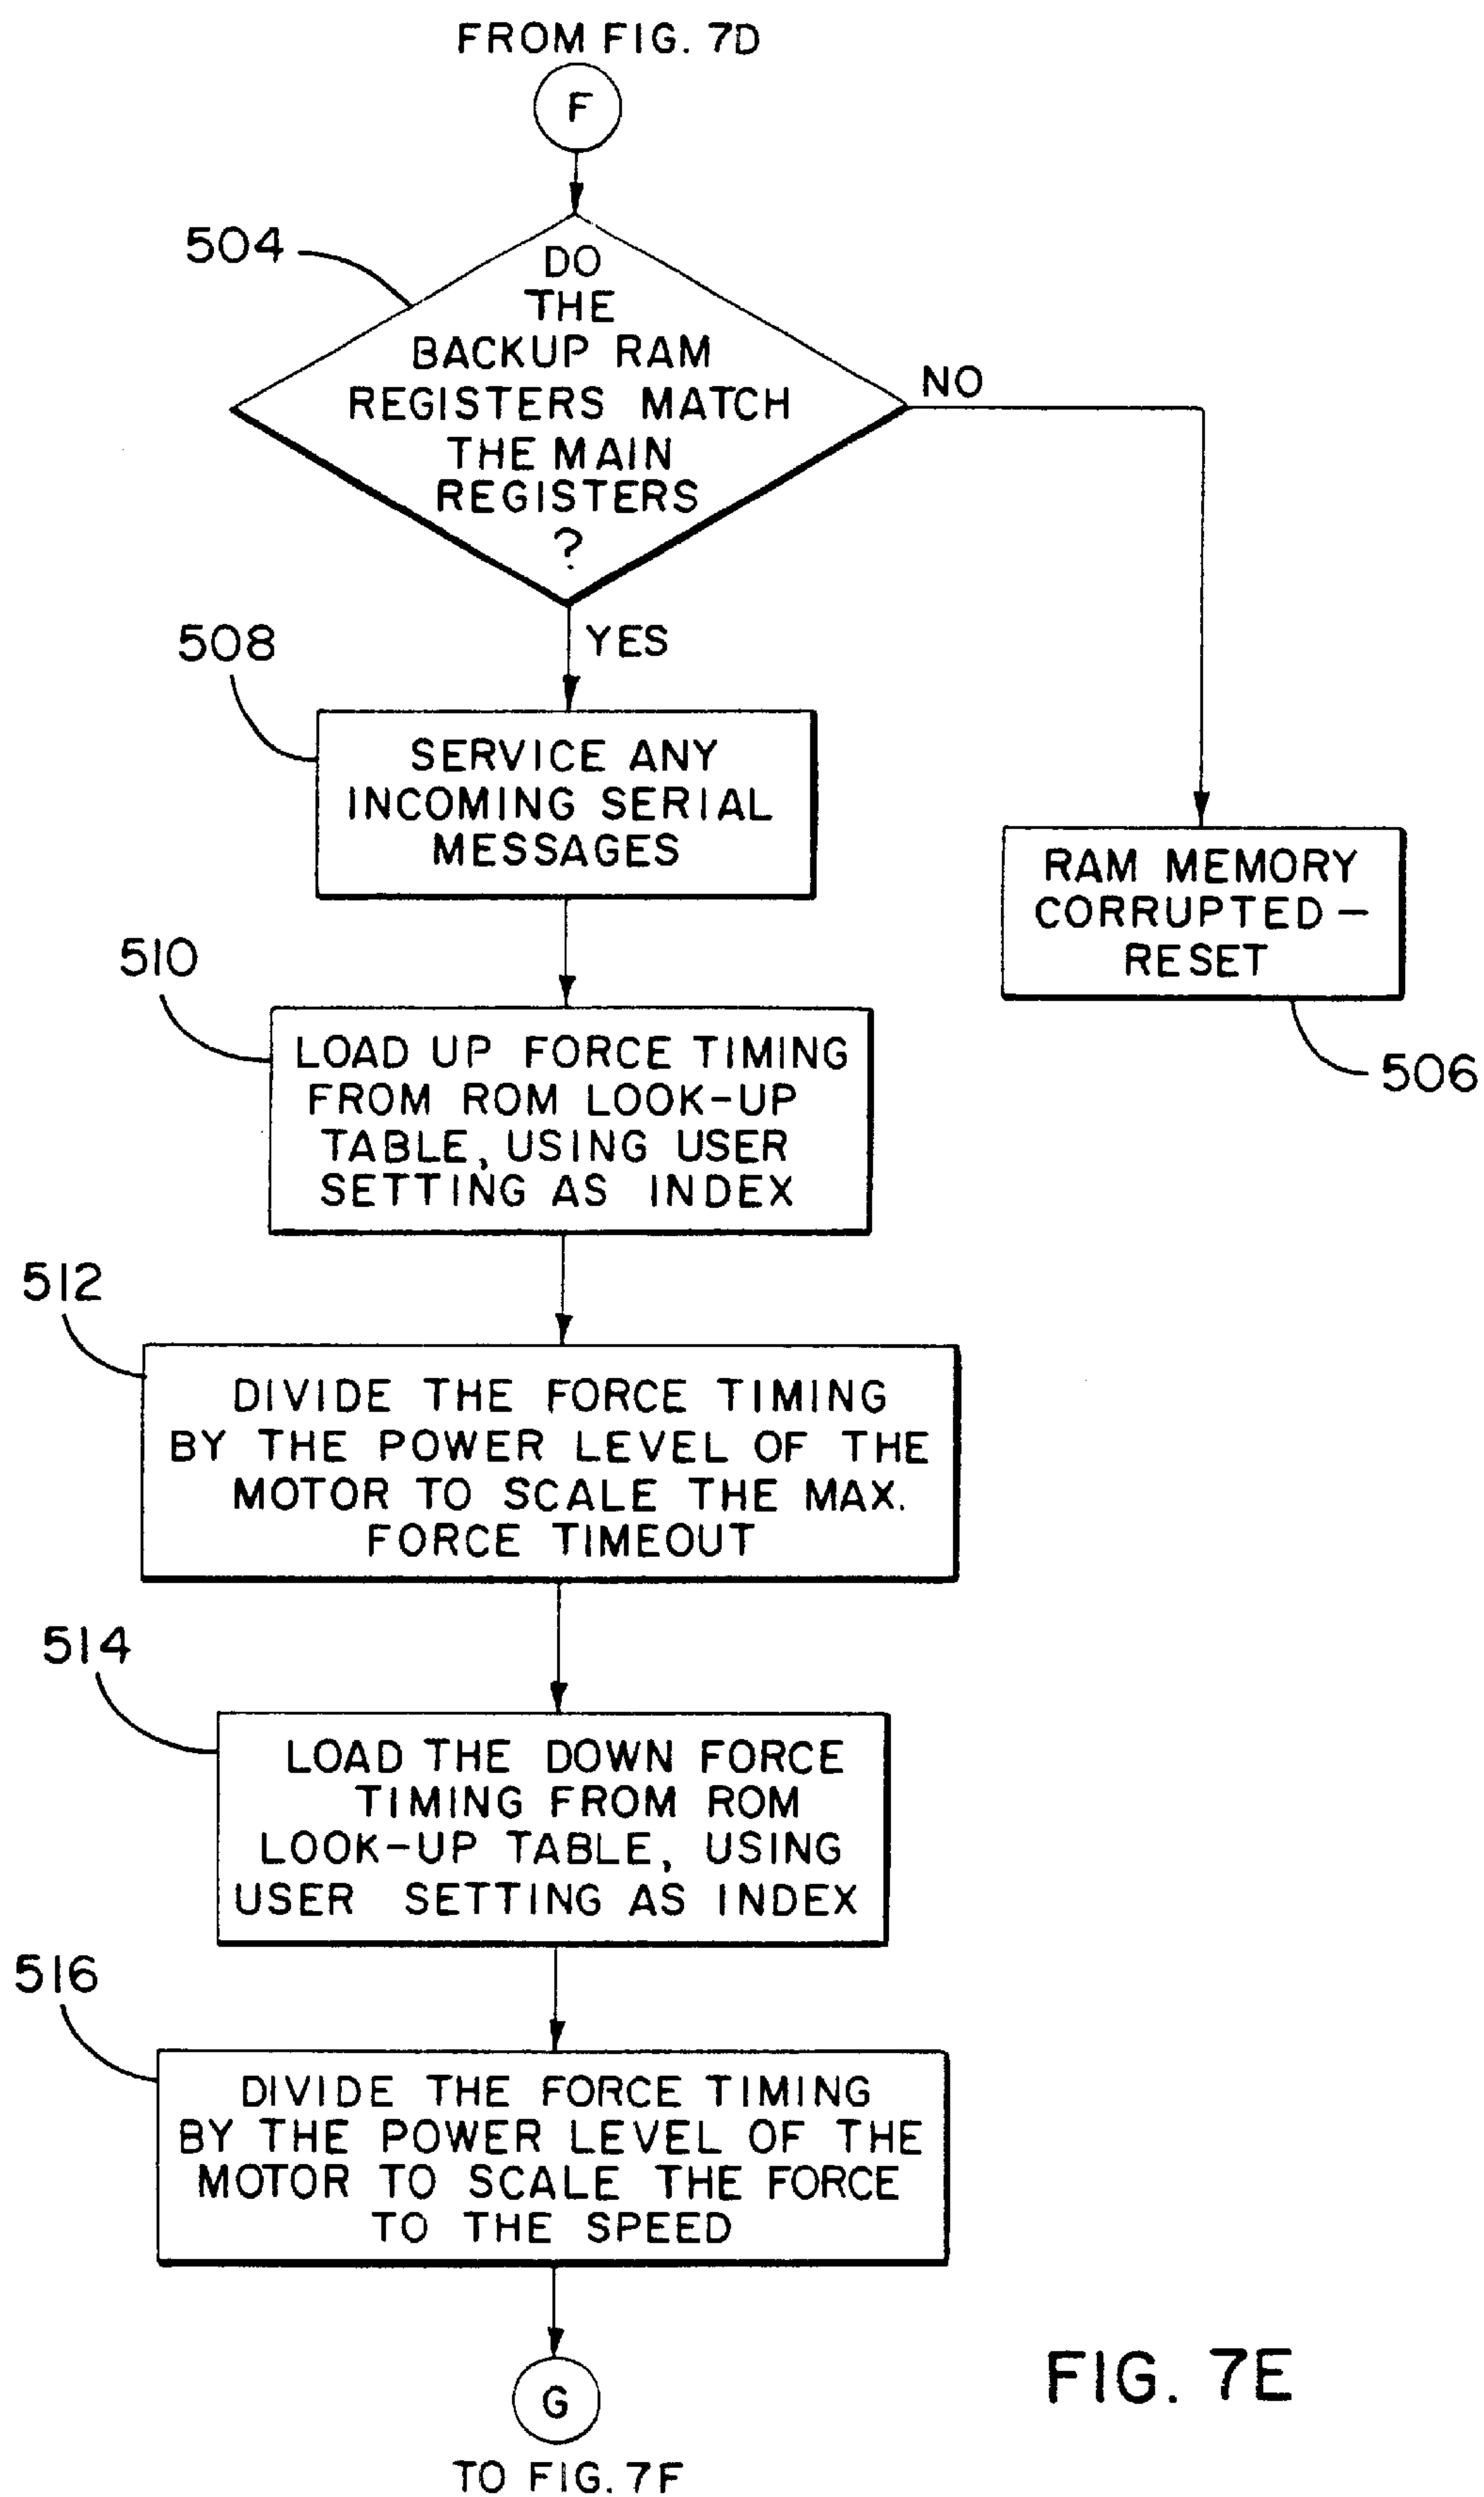 FROM FIG. 7D
F
504
DO
THE
BACKUP RAM
REGISTERS MATCH
THE MAIN
REGISTERS
?
NO
YES
508
SERVICE ANY
INCOMING SERIAL
MESSAGES
RAM MEMORY
CORRUPTED—
RESET
506
510
LOAD UP FORCE TIMING
FROM ROM LOOK-UP
TABLE, USING USER
SETTING AS INDEX
512
DIVIDE THE FORCE TIMING
BY THE POWER LEVEL OF THE
MOTOR TO SCALE THE MAX.
FORCE TIMEOUT
514
LOAD THE DOWN FORCE
TIMING FROM ROM
LOOK-UP TABLE, USING
USER SETTING AS INDEX
516
DIVIDE THE FORCE TIMING
BY THE POWER LEVEL OF THE
MOTOR TO SCALE THE FORCE
TO THE SPEED
G
TO FIG. 7F
FIG. 7E